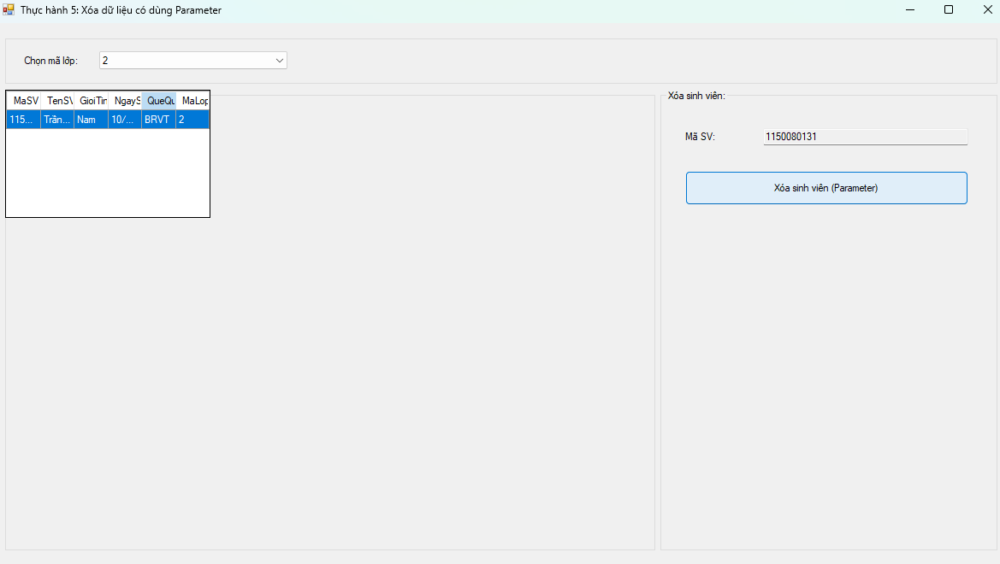 Thực hành 5: Xóa dữ liệu có dùng Parameter
Chọn mã lớp: 2
MaSV TenSV GioiTin NgayS QueQu MaLop
115... Trần... Nam 10/... BRVT 2
Xóa sinh viên:
Mã SV: 1150080131
Xóa sinh viên (Parameter)